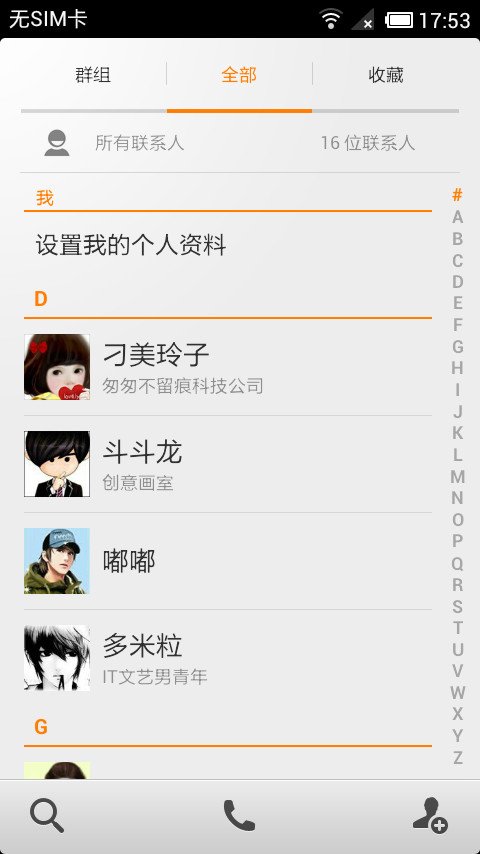 无SIM卡 17:53
群组 全部 收藏
所有联系人 16 位联系人
我
设置我的个人资料
D
刁美玲子
匆匆不留痕科技公司
斗斗龙
创意画室
嘟嘟
多米粒
IT文艺男青年
G
#
A
B
C
D
E
F
G
H
I
J
K
L
M
N
O
P
Q
R
S
T
U
V
W
X
Y
Z